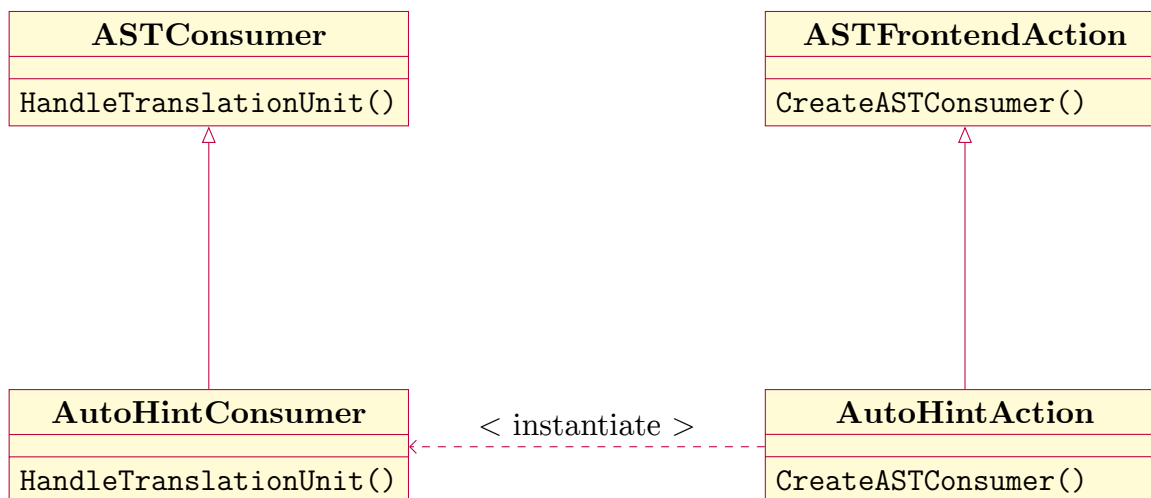 ASTConsumer
HandleTranslationUnit()
ASTFrontendAction
CreateASTConsumer()
AutoHintConsumer
HandleTranslationUnit()
< instantiate >
AutoHintAction
CreateASTConsumer()